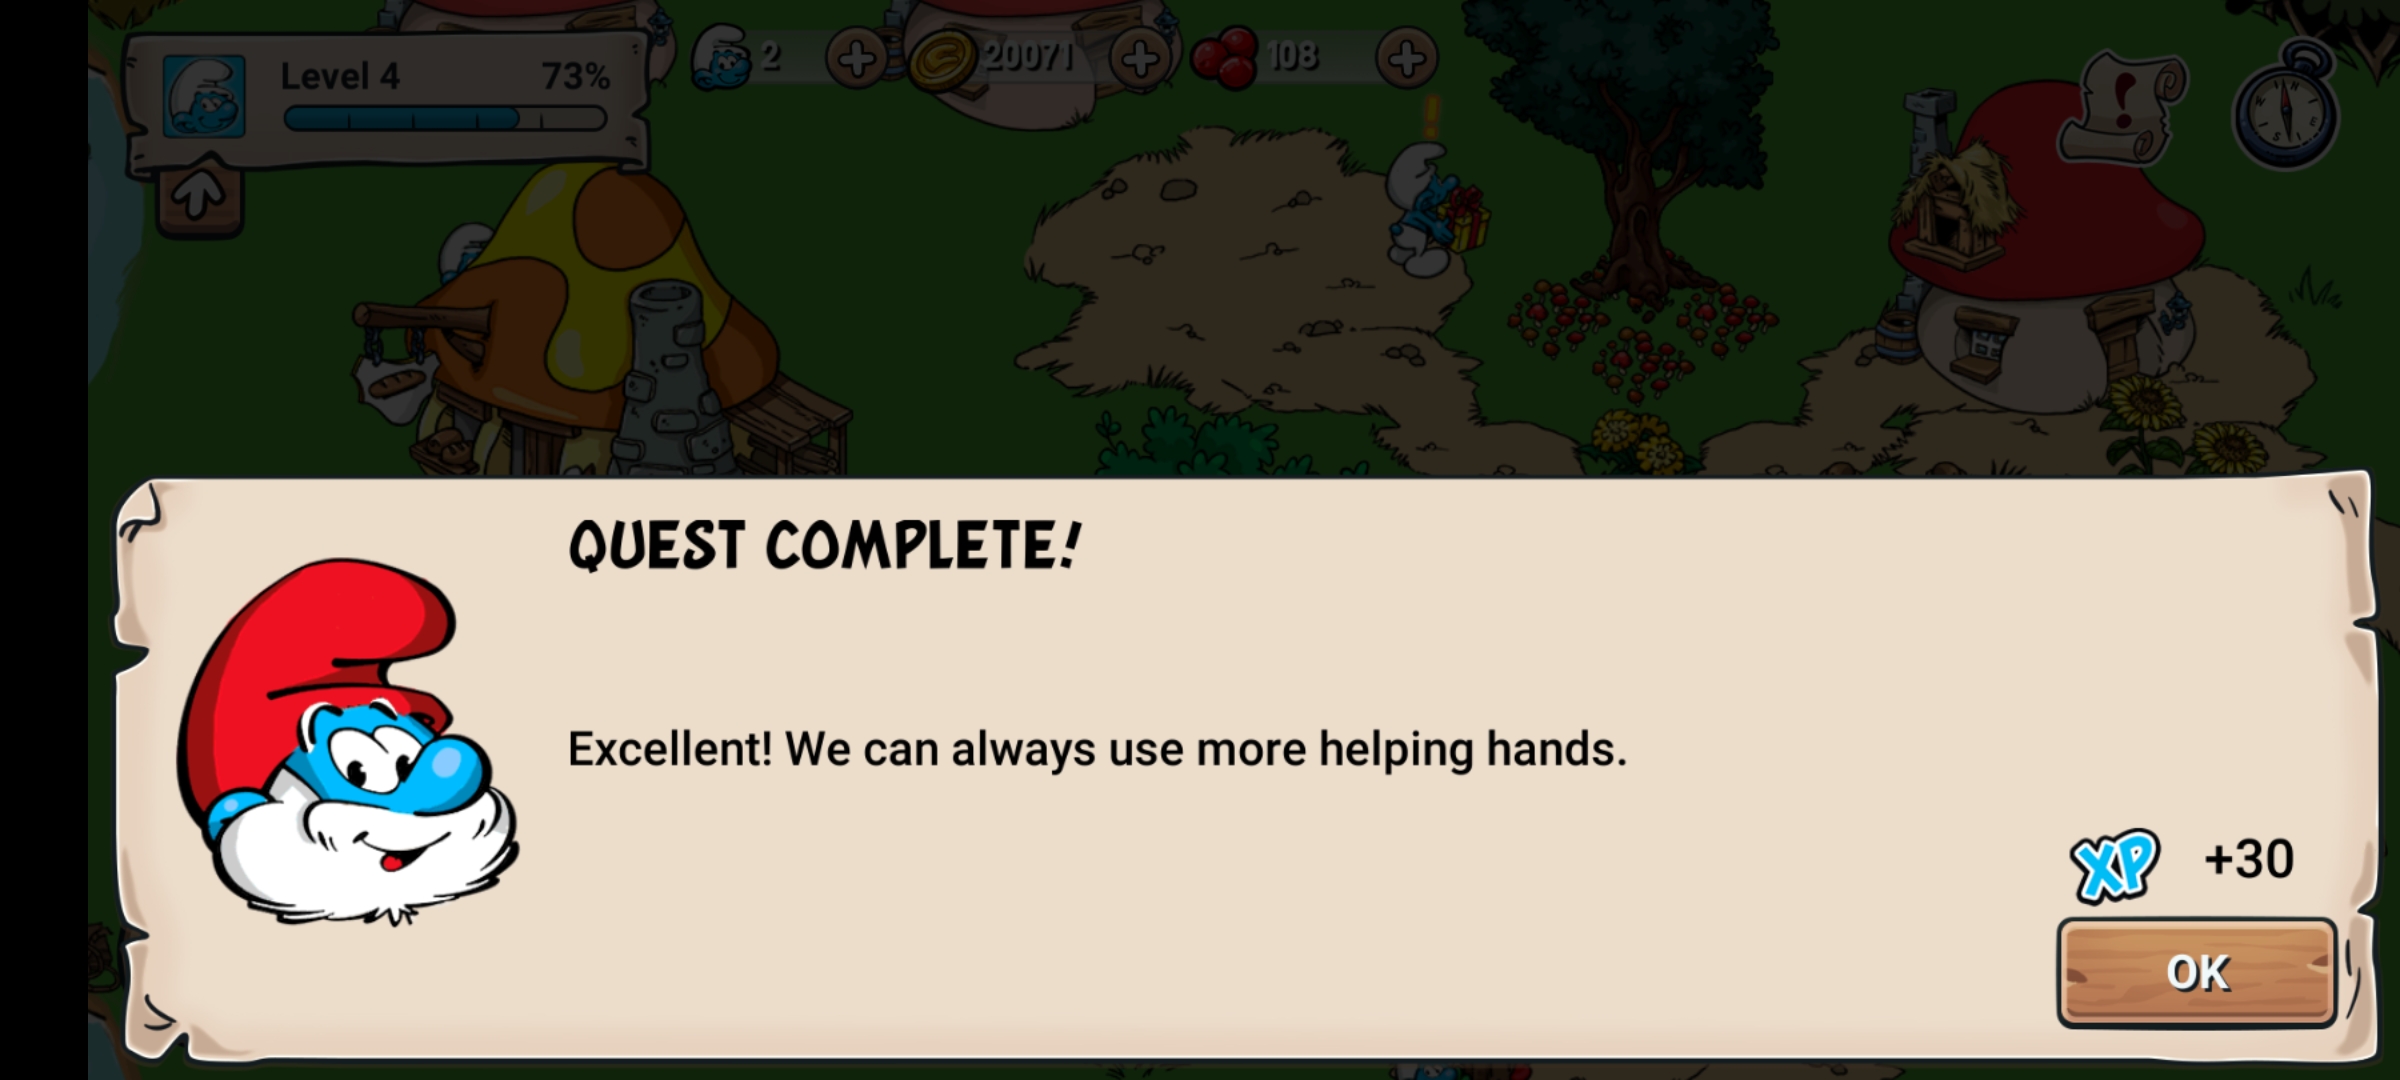 Level 4 73%
2
20071
108
QUEST COMPLETE!
Excellent! We can always use more helping hands.
XP +30
OK